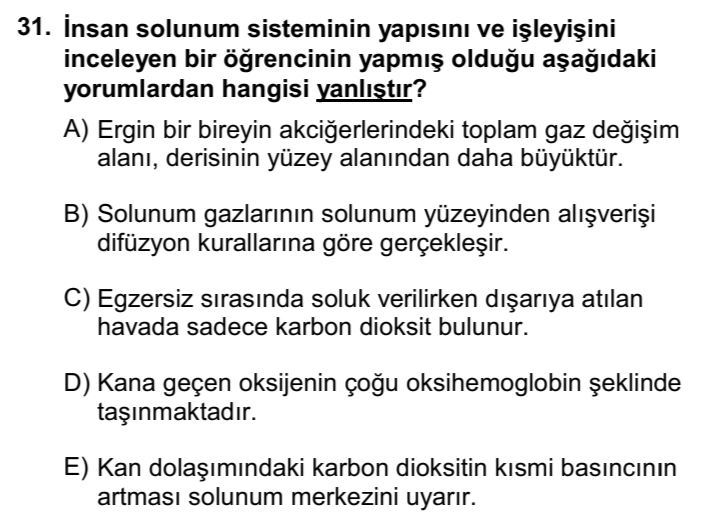 31. İnsan solunum sisteminin yapısını ve işleyişini
inceleyen bir öğrencinin yapmış olduğu aşağıdaki
yorumlardan hangisi yanlıştır?
A) Ergin bir bireyin akciğerlerindeki toplam gaz değişim
alanı, derisinin yüzey alanından daha büyüktür.
B) Solunum gazlarının solunum yüzeyinden alışverişi
difüzyon kurallarına göre gerçekleşir.
C) Egzersiz sırasında soluk verilirken dışarıya atılan
havada sadece karbon dioksit bulunur.
D) Kana geçen oksijenin çoğu oksihemoglobin şeklinde
taşınmaktadır.
E) Kan dolaşımındaki karbon dioksitin kısmi basıncının
artması solunum merkezini uyarır.